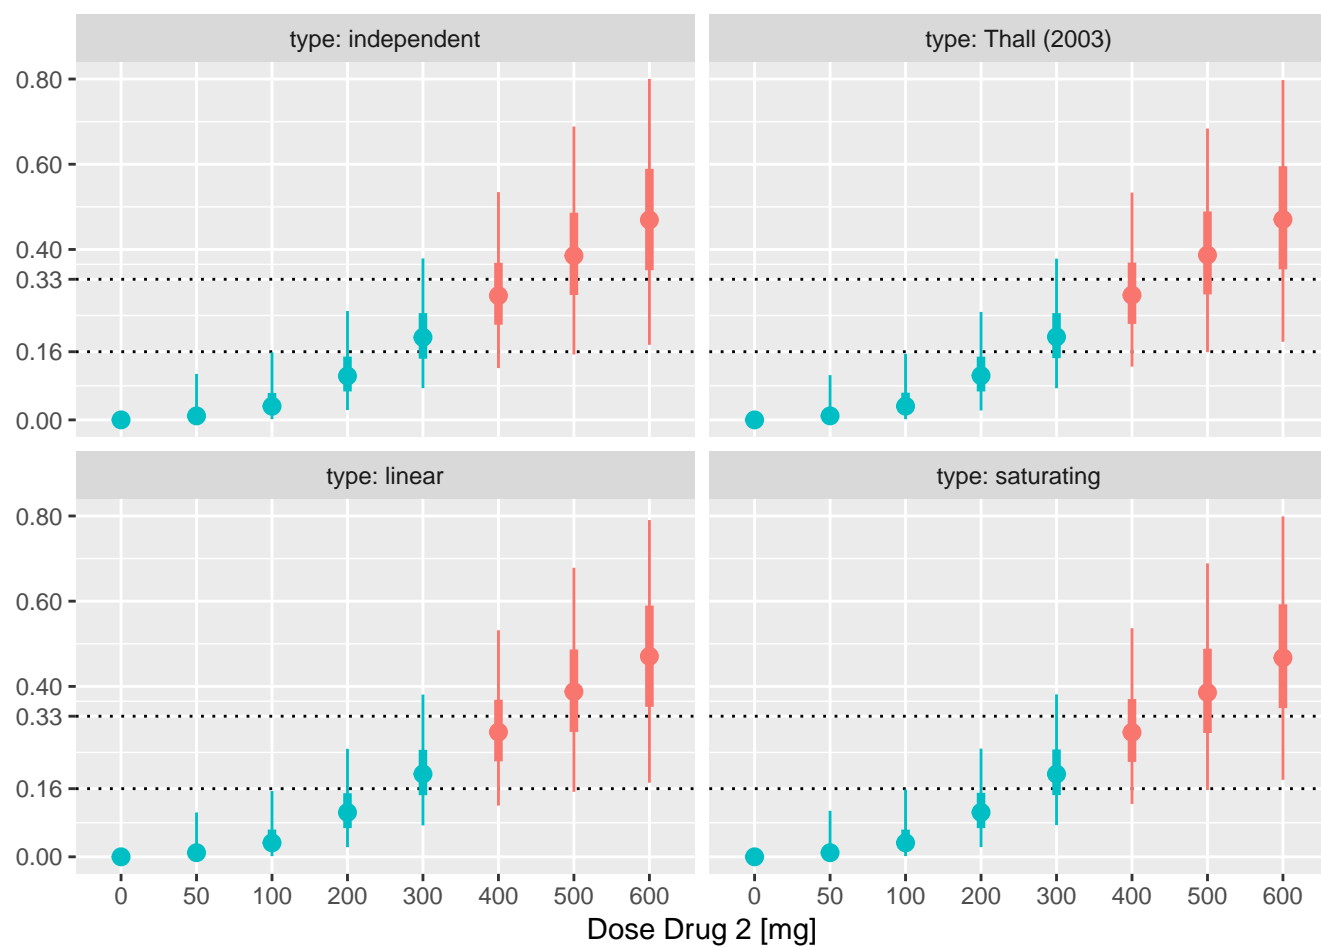 type: independent
type: Thall (2003)
0.80
0.60
0.40
0.33
0.16
0.00
type: linear
type: saturating
0.80
0.60
0.40
0.33
0.16
0.00
0 50 100 200 300 400 500 600
0 50 100 200 300 400 500 600
Dose Drug 2 [mg]